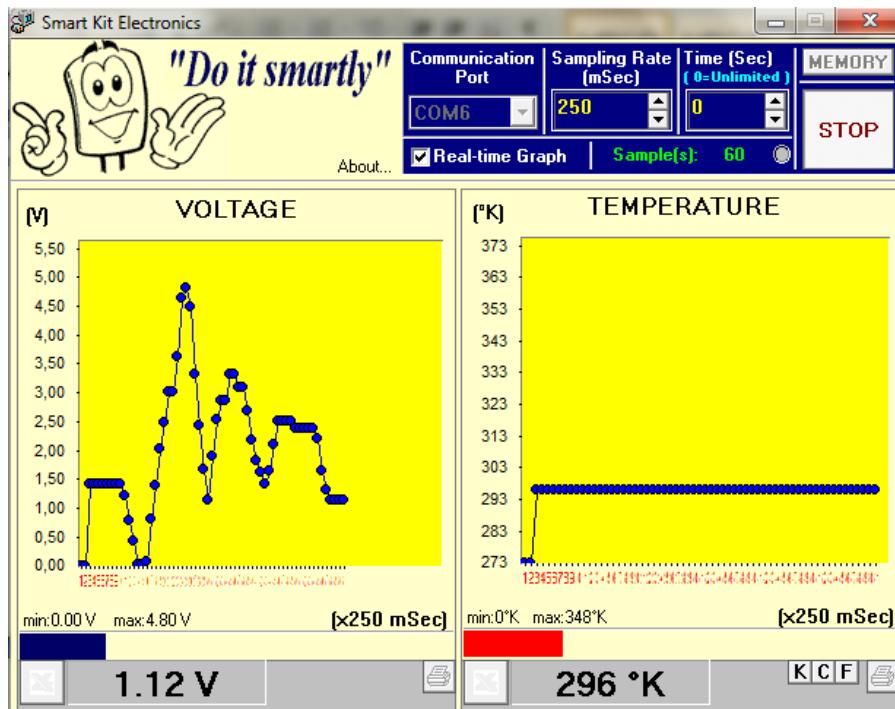 Smart Kit Electronics
"Do it smartly"
About...
Communication Port
COM6
Sampling Rate (mSec)
250
Time (Sec)
( 0=Unlimited )
0
MEMORY
STOP
Real-time Graph
Sample(s): 60
(V)
VOLTAGE
5,50
5,00
4,50
4,00
3,50
3,00
2,50
2,00
1,50
1,00
0,50
0,00
123456789
min:0.00 V max:4.80 V
(x250 mSec)
1.12 V
(°K)
TEMPERATURE
373
363
353
343
333
323
313
303
293
283
273
123456789
min:0°K max:348°K
(x250 mSec)
296 °K
K C F